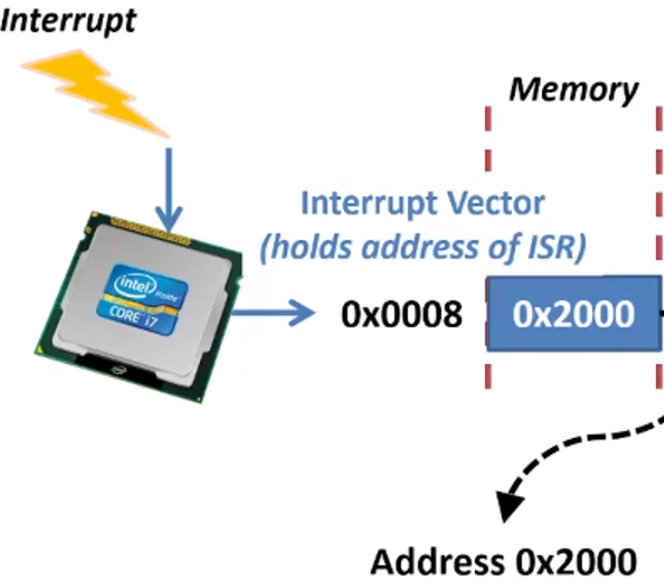 Interrupt
Memory
Interrupt Vector
(holds address of ISR)
intel inside
CORE i7
0x0008
0x2000
Address 0x2000